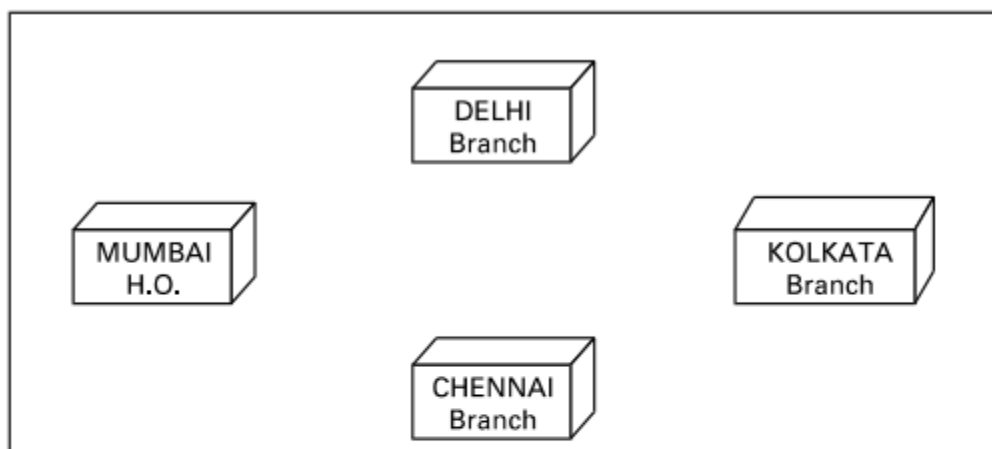 DELHI
Branch
MUMBAI
H.O.
KOLKATA
Branch
CHENNAI
Branch